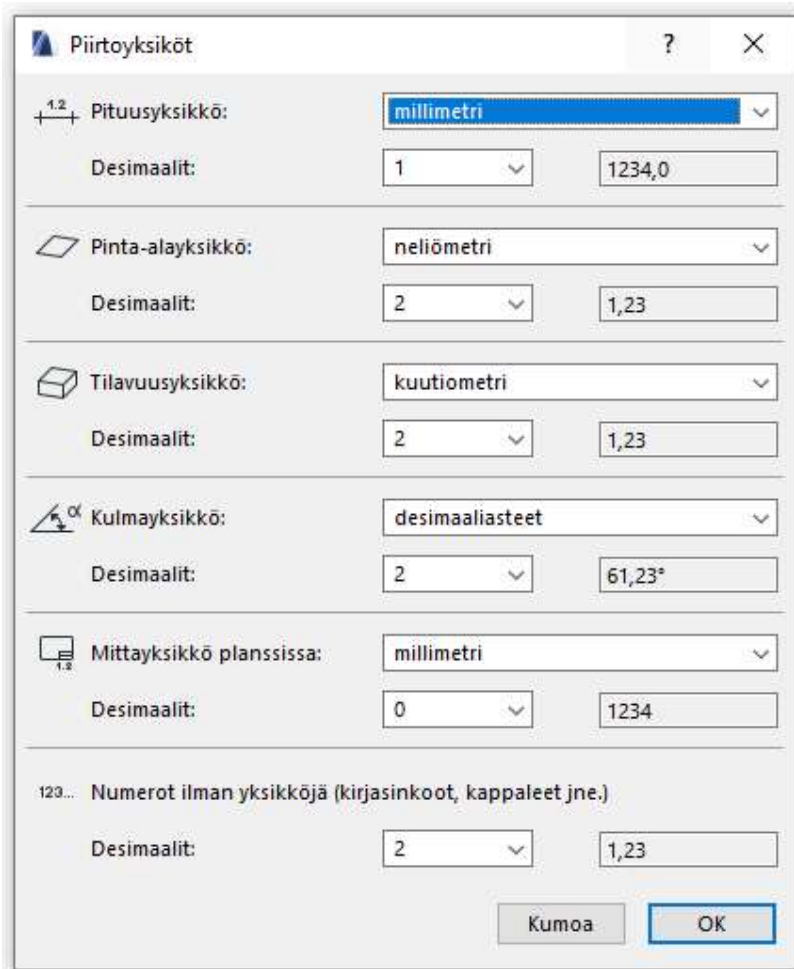 Piirtoyksiköt ?
1.2 Pituusyksikkö: millimetri
Desimaalit: 1 1234,0
Pinta-alayksikkö: neliömetri
Desimaalit: 2 1,23
Tilavuusyksikkö: kuutiometri
Desimaalit: 2 1,23
α Kulmayksikkö: desimaaliasteet
Desimaalit: 2 61,23°
1.2 Mittayksikkö planssissa: millimetri
Desimaalit: 0 1234
123... Numerot ilman yksikköjä (kirjasinkoot, kappaleet jne.)
Desimaalit: 2 1,23
Kumoa OK